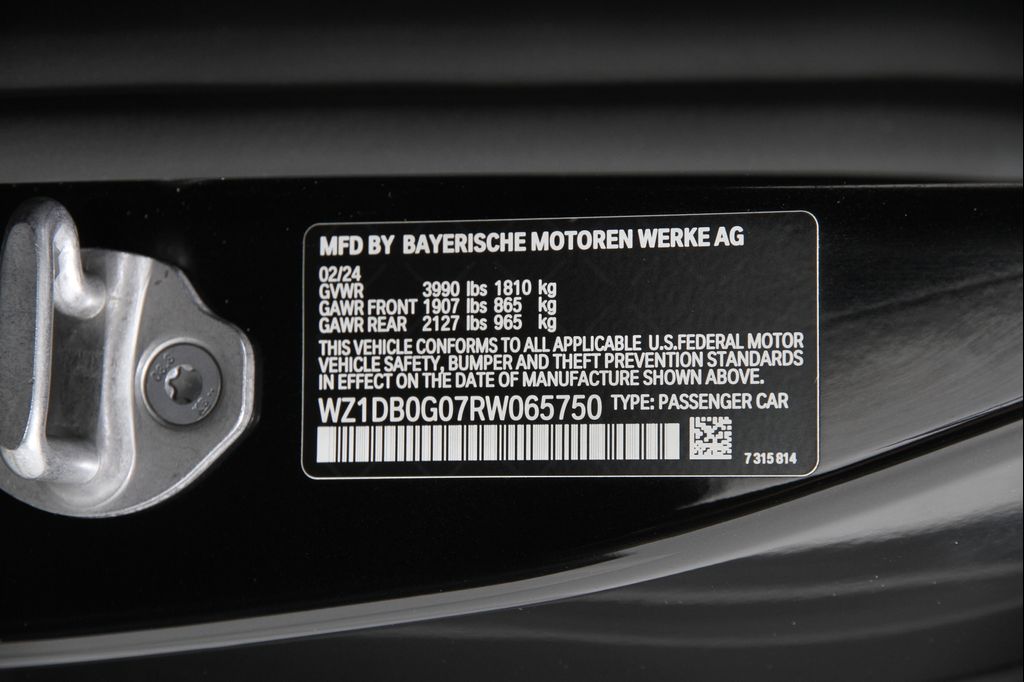 MFD BY BAYERISCHE MOTOREN WERKE AG
02/24
GVWR 3990 lbs 1810 kg
GAWR FRONT 1907 lbs 865 kg
GAWR REAR 2127 lbs 965 kg
THIS VEHICLE CONFORMS TO ALL APPLICABLE U.S.FEDERAL MOTOR
VEHICLE SAFETY, BUMPER AND THEFT PREVENTION STANDARDS
IN EFFECT ON THE DATE OF MANUFACTURE SHOWN ABOVE.
WZ1DB0G07RW065750 TYPE: PASSENGER CAR
7 315 814